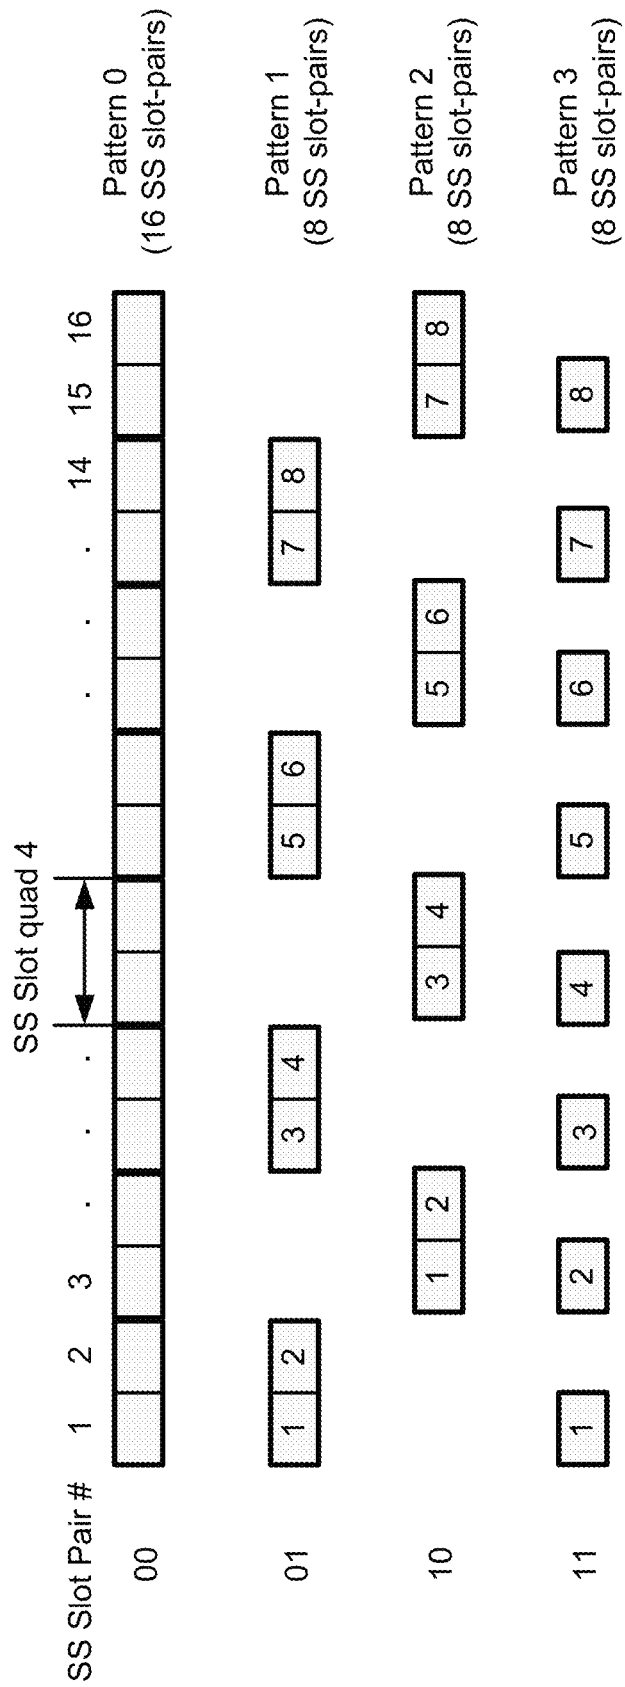 SS Slot quad 4
SS Slot Pair # 1 2 3 . . . . . . 14 15 16
00 Pattern 0
(16 SS slot-pairs)
01 1 2 3 4 5 6 7 8 Pattern 1
(8 SS slot-pairs)
10 1 2 3 4 5 6 7 8 Pattern 2
(8 SS slot-pairs)
11 1 2 3 4 5 6 7 8 Pattern 3
(8 SS slot-pairs)